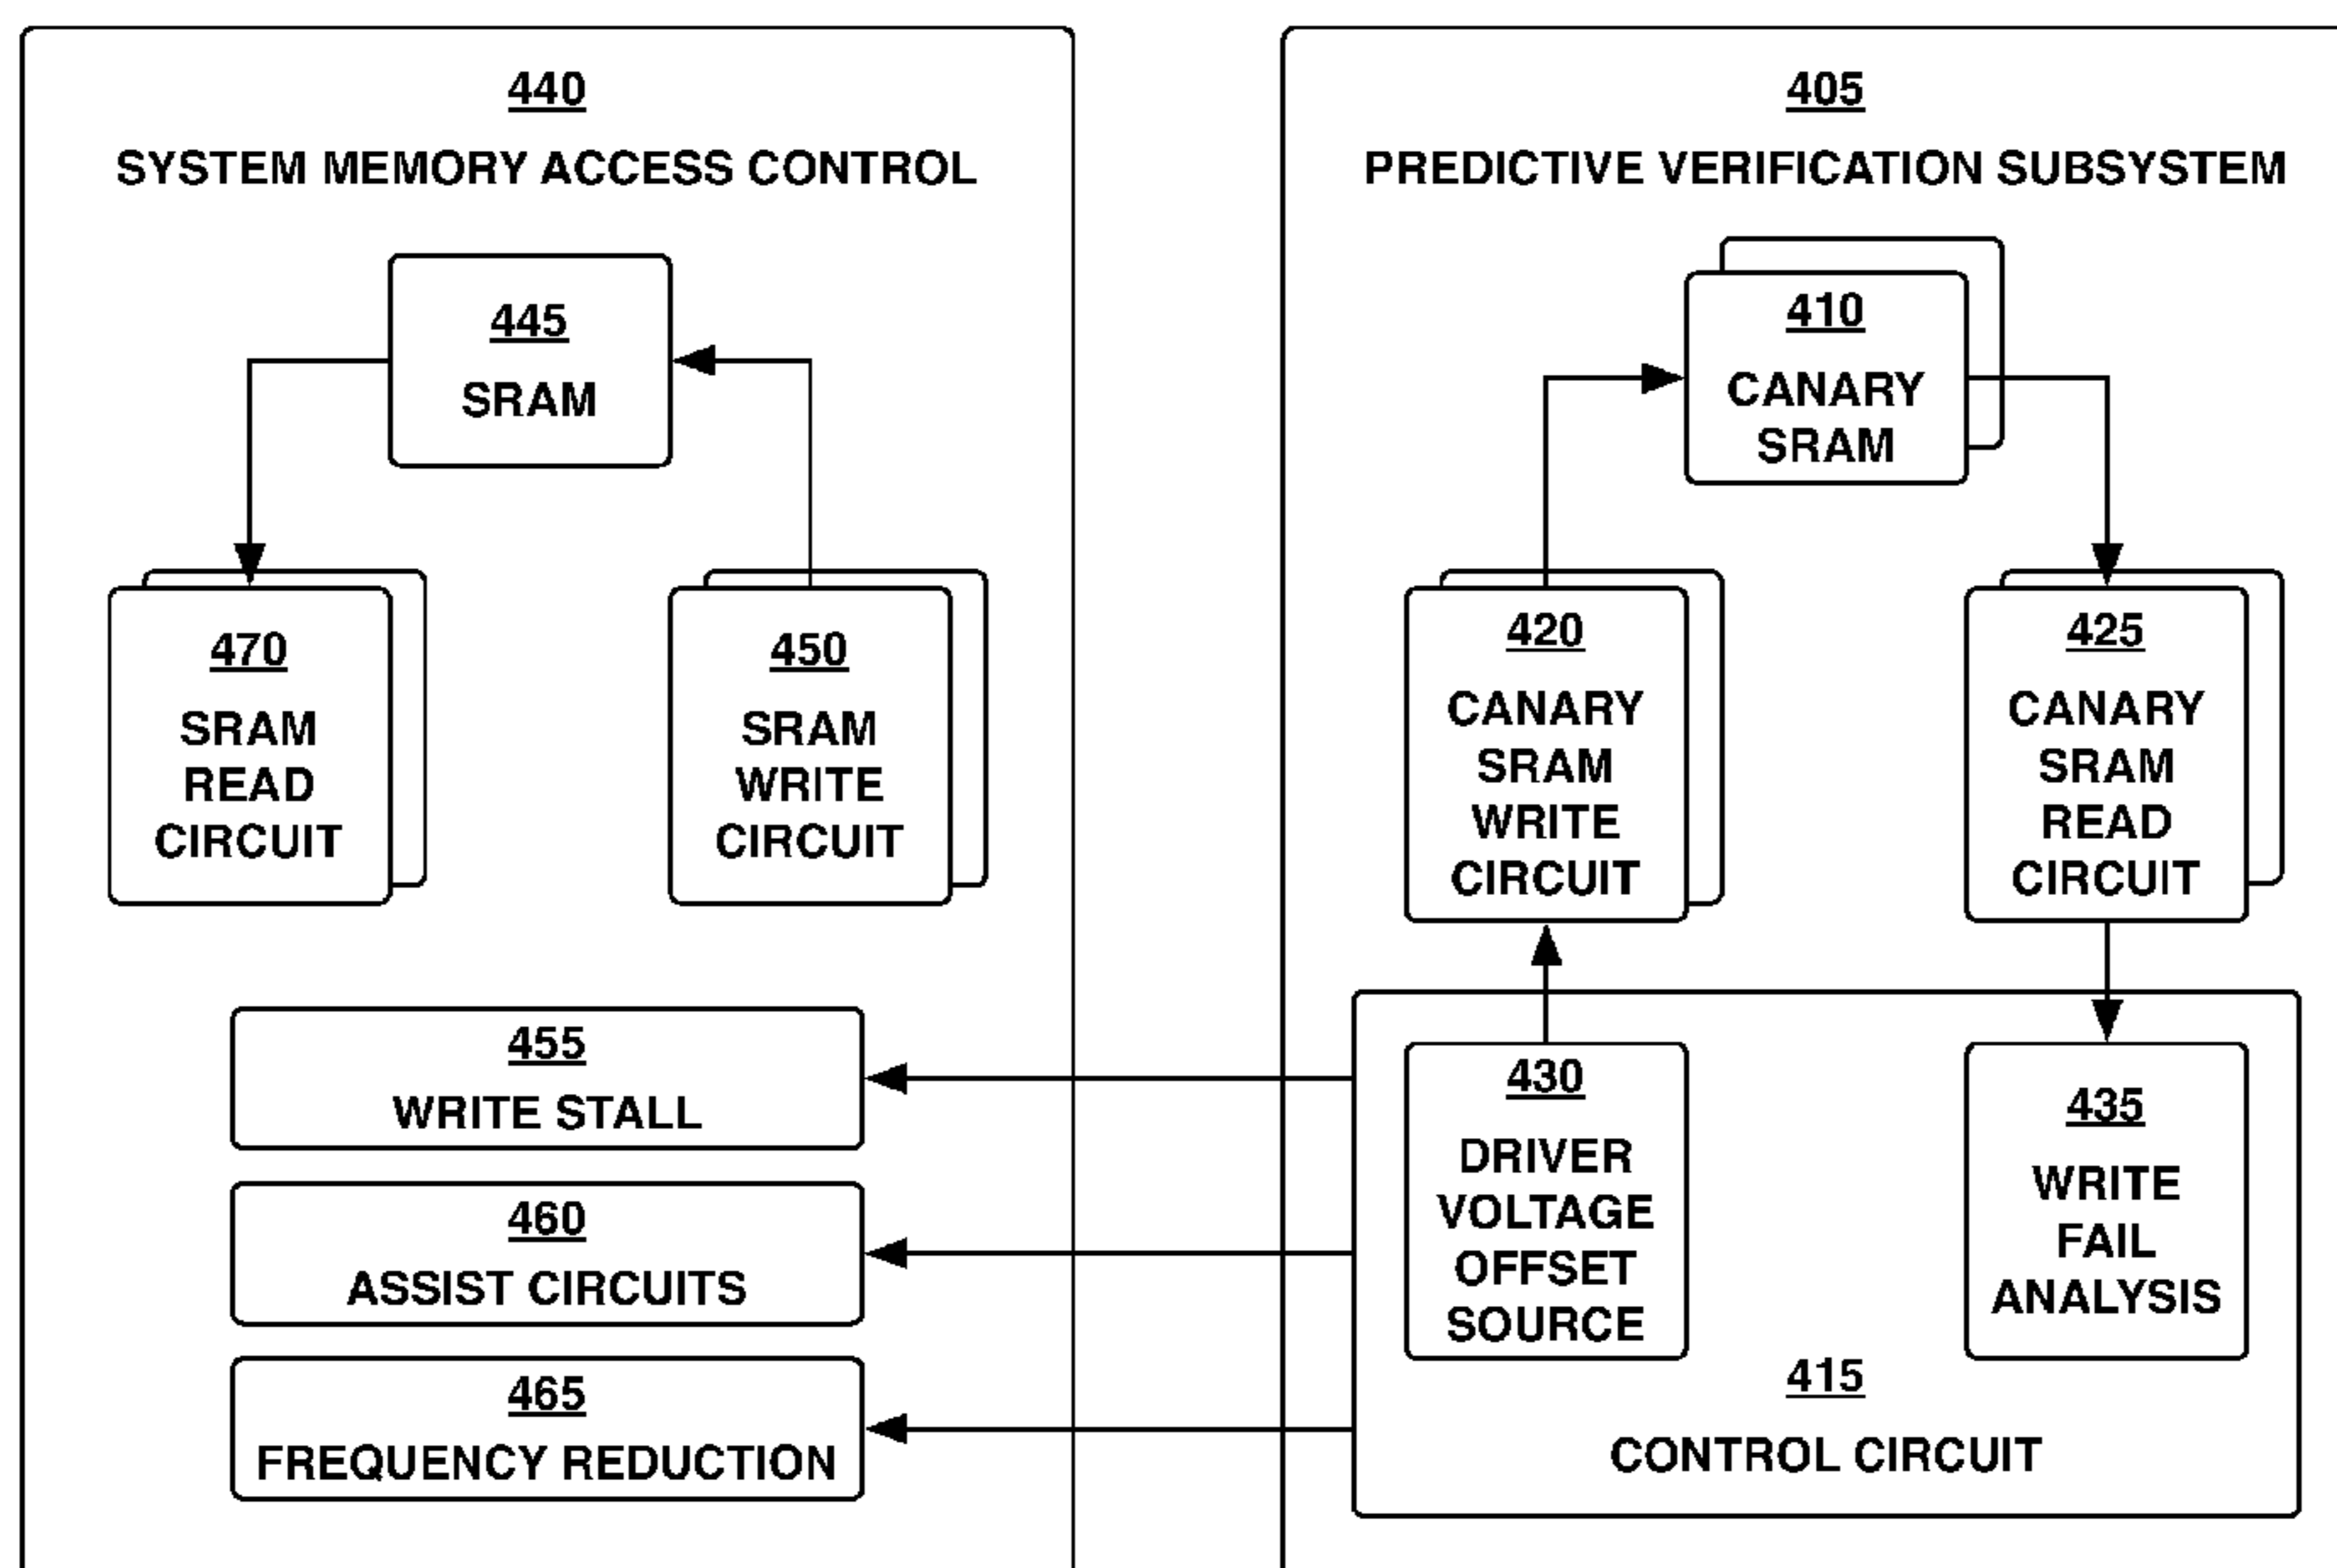 440
SYSTEM MEMORY ACCESS CONTROL
445
SRAM
470
SRAM
READ
CIRCUIT
450
SRAM
WRITE
CIRCUIT
455
WRITE STALL
460
ASSIST CIRCUITS
465
FREQUENCY REDUCTION
405
PREDICTIVE VERIFICATION SUBSYSTEM
410
CANARY
SRAM
420
CANARY
SRAM
WRITE
CIRCUIT
425
CANARY
SRAM
READ
CIRCUIT
430
DRIVER
VOLTAGE
OFFSET
SOURCE
435
WRITE
FAIL
ANALYSIS
415
CONTROL CIRCUIT